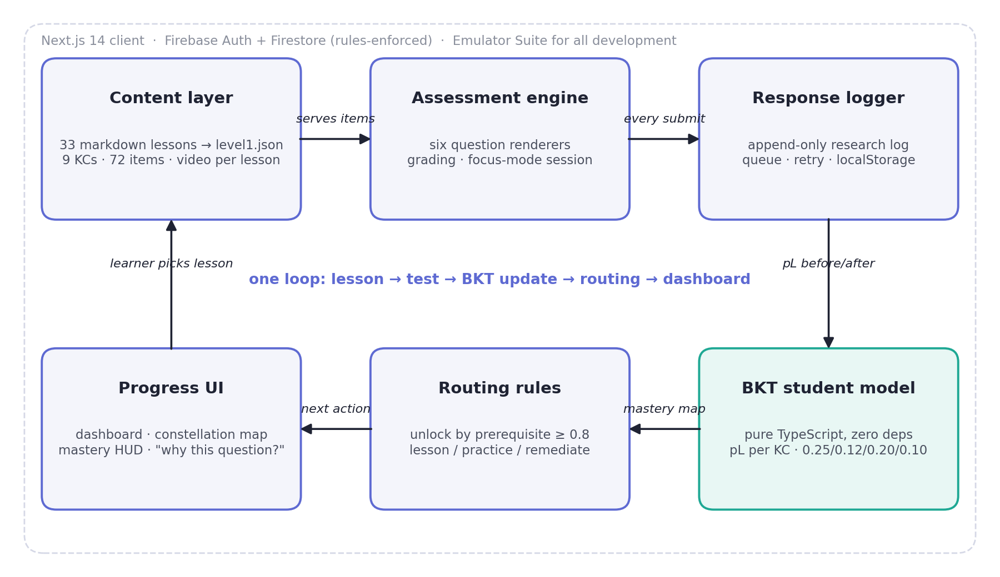 Next.js 14 client · Firebase Auth + Firestore (rules-enforced) · Emulator Suite for all development
Content layer
33 markdown lessons → level1.json
9 KCs · 72 items · video per lesson
serves items
Assessment engine
six question renderers
grading · focus-mode session
every submit
Response logger
append-only research log
queue · retry · localStorage
learner picks lesson
pL before/after
one loop: lesson → test → BKT update → routing → dashboard
Progress UI
dashboard · constellation map
mastery HUD · "why this question?"
next action
Routing rules
unlock by prerequisite ≥ 0.8
lesson / practice / remediate
mastery map
BKT student model
pure TypeScript, zero deps
pL per KC · 0.25/0.12/0.20/0.10